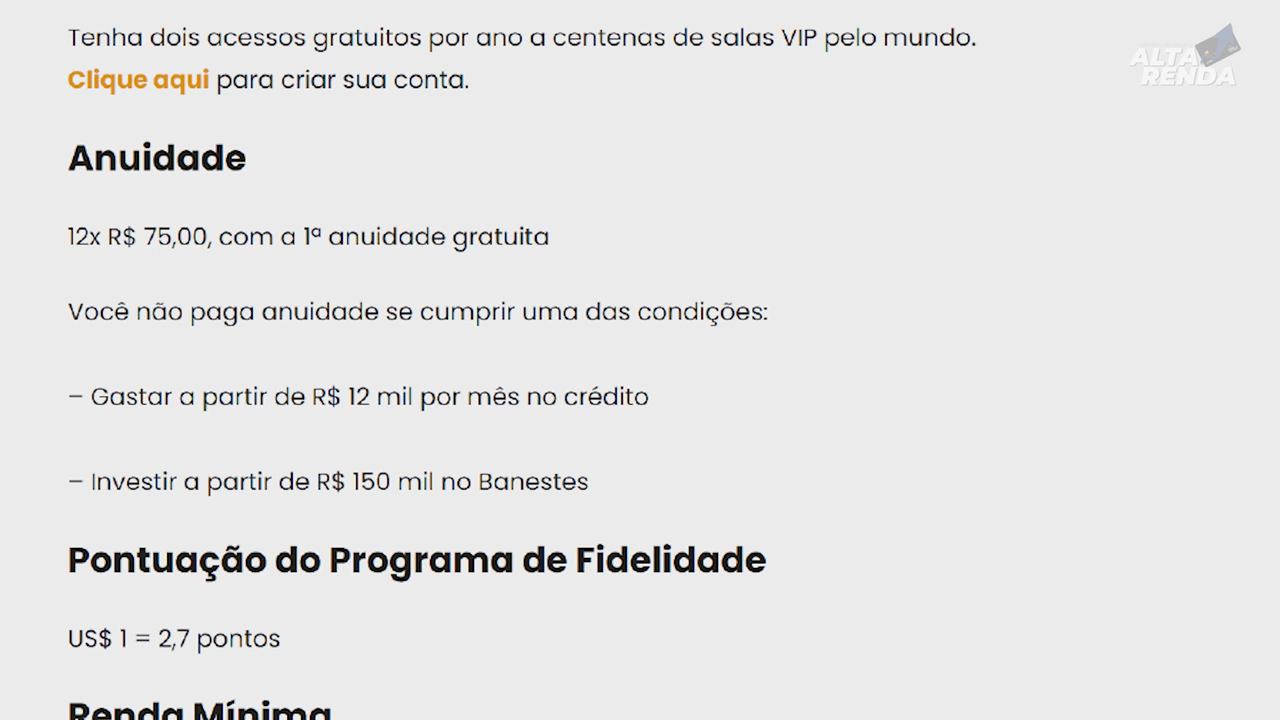 Tenha dois acessos gratuitos por ano a centenas de salas VIP pelo mundo.
Clique aqui para criar sua conta.
ALTA
RENDA
Anuidade
12x R$ 75,00, com a 1ª anuidade gratuita
Você não paga anuidade se cumprir uma das condições:
– Gastar a partir de R$ 12 mil por mês no crédito
– Investir a partir de R$ 150 mil no Banestes
Pontuação do Programa de Fidelidade
US$ 1 = 2,7 pontos
Renda Mínima